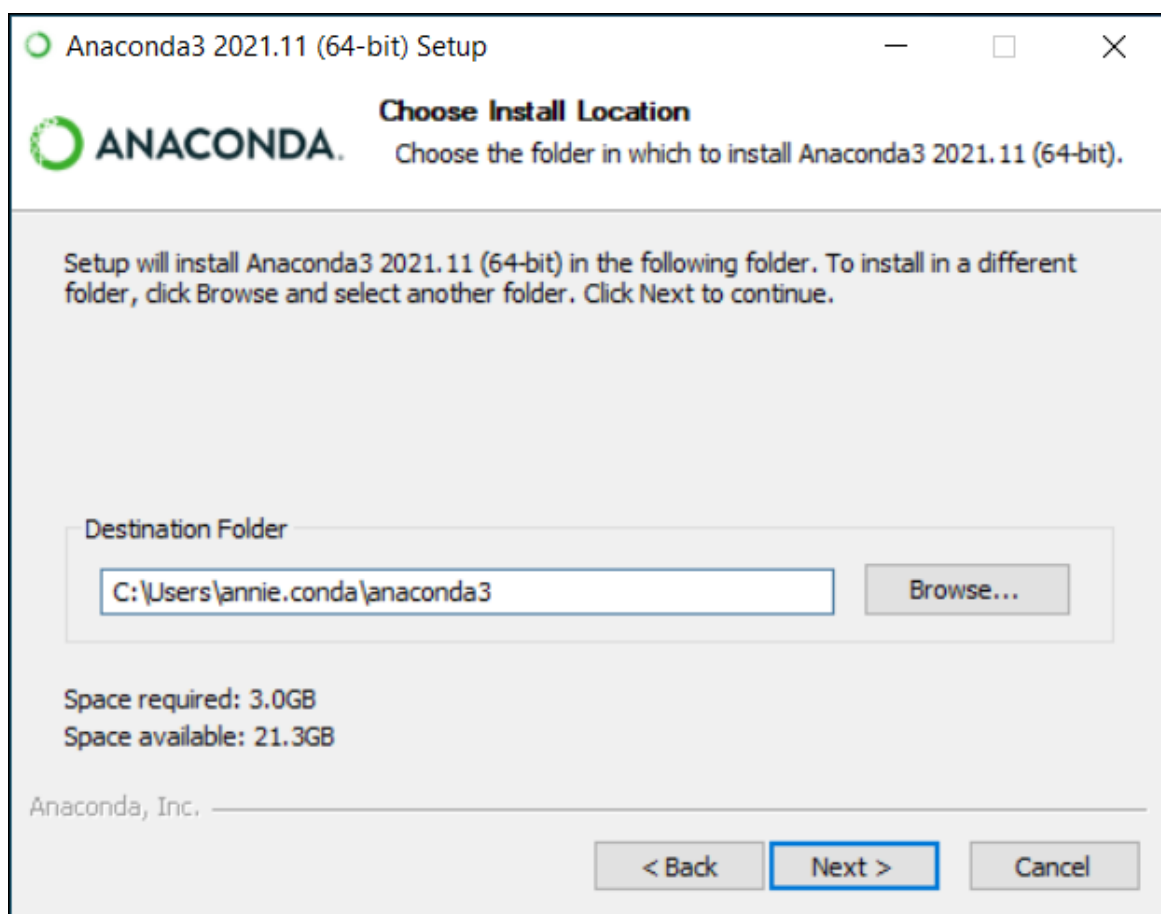 Anaconda3 2021.11 (64-bit) Setup
ANACONDA.
Choose Install Location
Choose the folder in which to install Anaconda3 2021.11 (64-bit).
Setup will install Anaconda3 2021.11 (64-bit) in the following folder. To install in a different
folder, click Browse and select another folder. Click Next to continue.
Destination Folder
C:\Users\annie.conda\anaconda3
Browse...
Space required: 3.0GB
Space available: 21.3GB
Anaconda, Inc.
< Back
Next >
Cancel